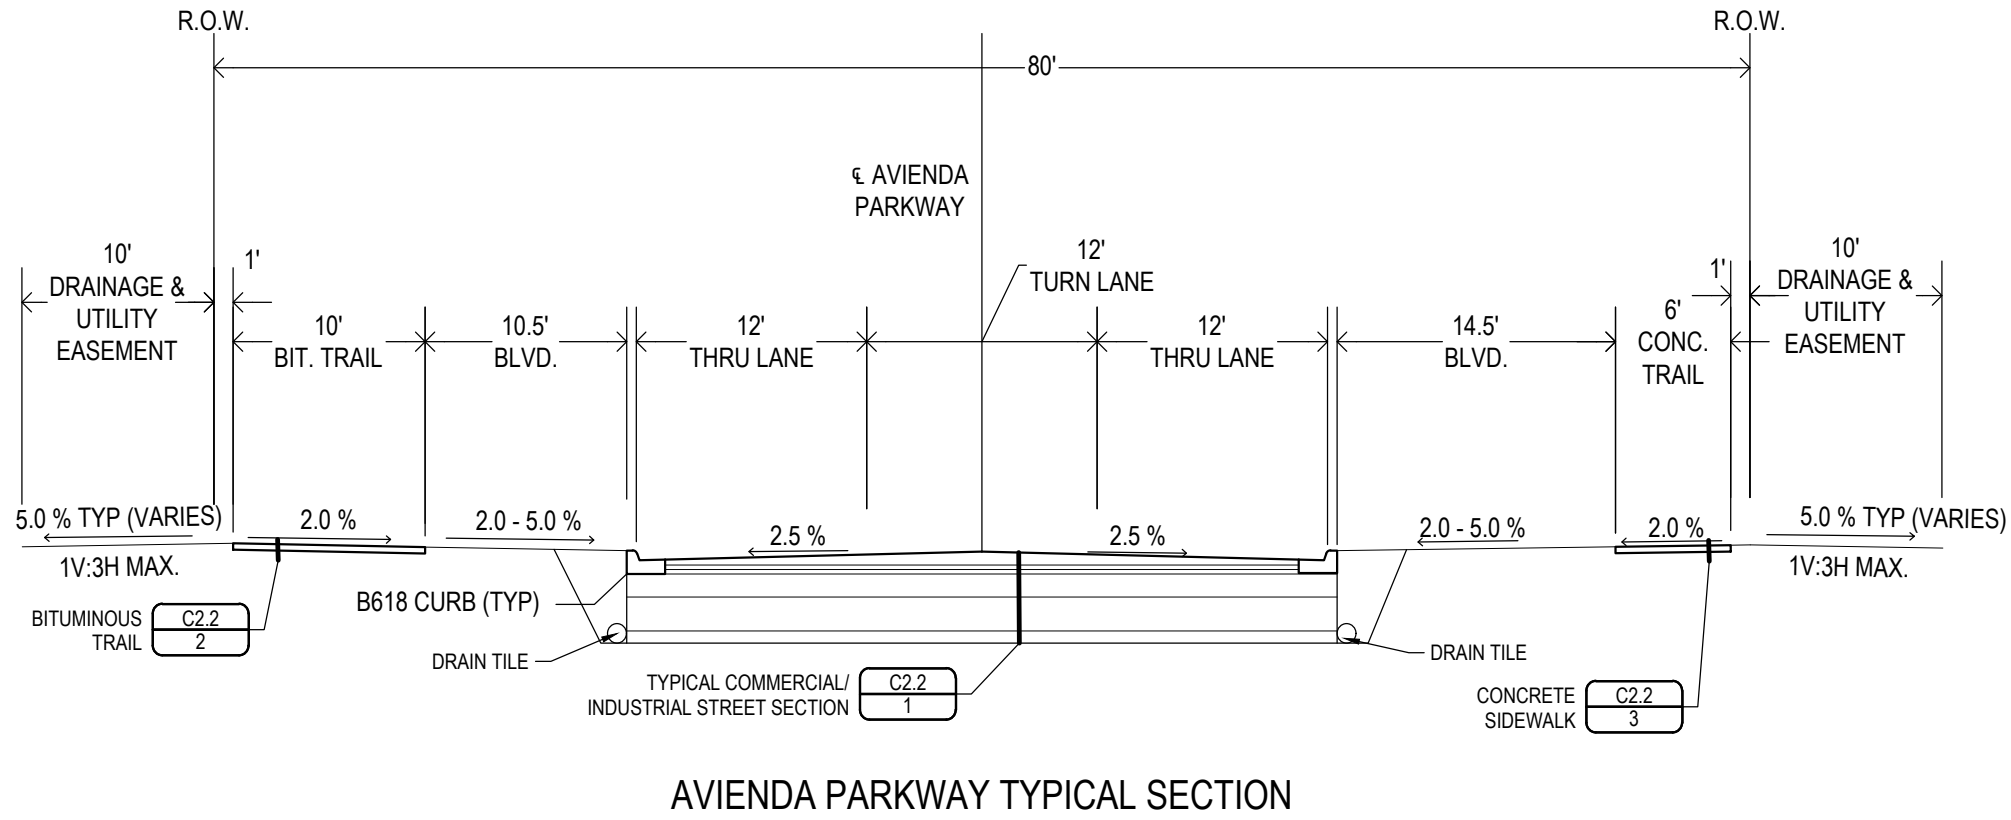 R.O.W.
R.O.W.
80'
℄ AVIENDA
PARKWAY
10'
DRAINAGE &
UTILITY
EASEMENT
1'
10'
BIT. TRAIL
10.5'
BLVD.
12'
THRU LANE
12'
TURN LANE
12'
THRU LANE
14.5'
BLVD.
6'
CONC.
TRAIL
1'
10'
DRAINAGE &
UTILITY
EASEMENT
5.0 % TYP (VARIES)
1V:3H MAX.
2.0 %
2.0 - 5.0 %
2.5 %
2.5 %
2.0 - 5.0 %
2.0 %
5.0 % TYP (VARIES)
1V:3H MAX.
B618 CURB (TYP)
BITUMINOUS
TRAIL
C2.2
2
DRAIN TILE
TYPICAL COMMERCIAL/
INDUSTRIAL STREET SECTION
C2.2
1
DRAIN TILE
CONCRETE
SIDEWALK
C2.2
3
AVIENDA PARKWAY TYPICAL SECTION